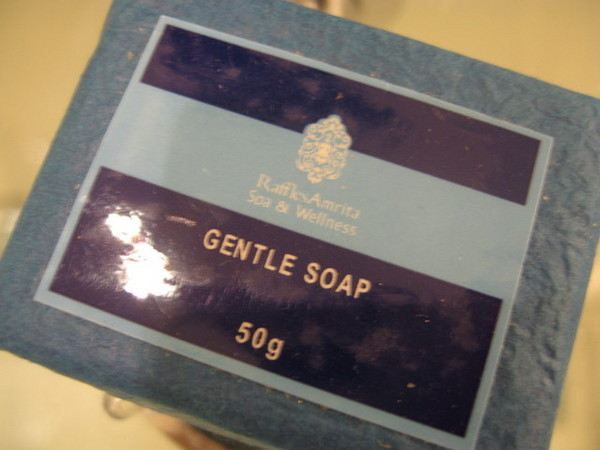 RafflesAmrita
Spa & Wellness
GENTLE SOAP
50g